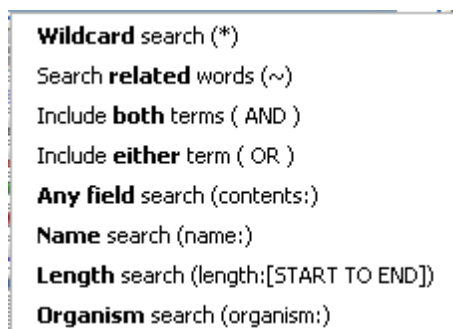 Wildcard search (*)
Search related words (~)
Include both terms ( AND )
Include either term ( OR )
Any field search (contents:)
Name search (name:)
Length search (length:[START TO END])
Organism search (organism:)